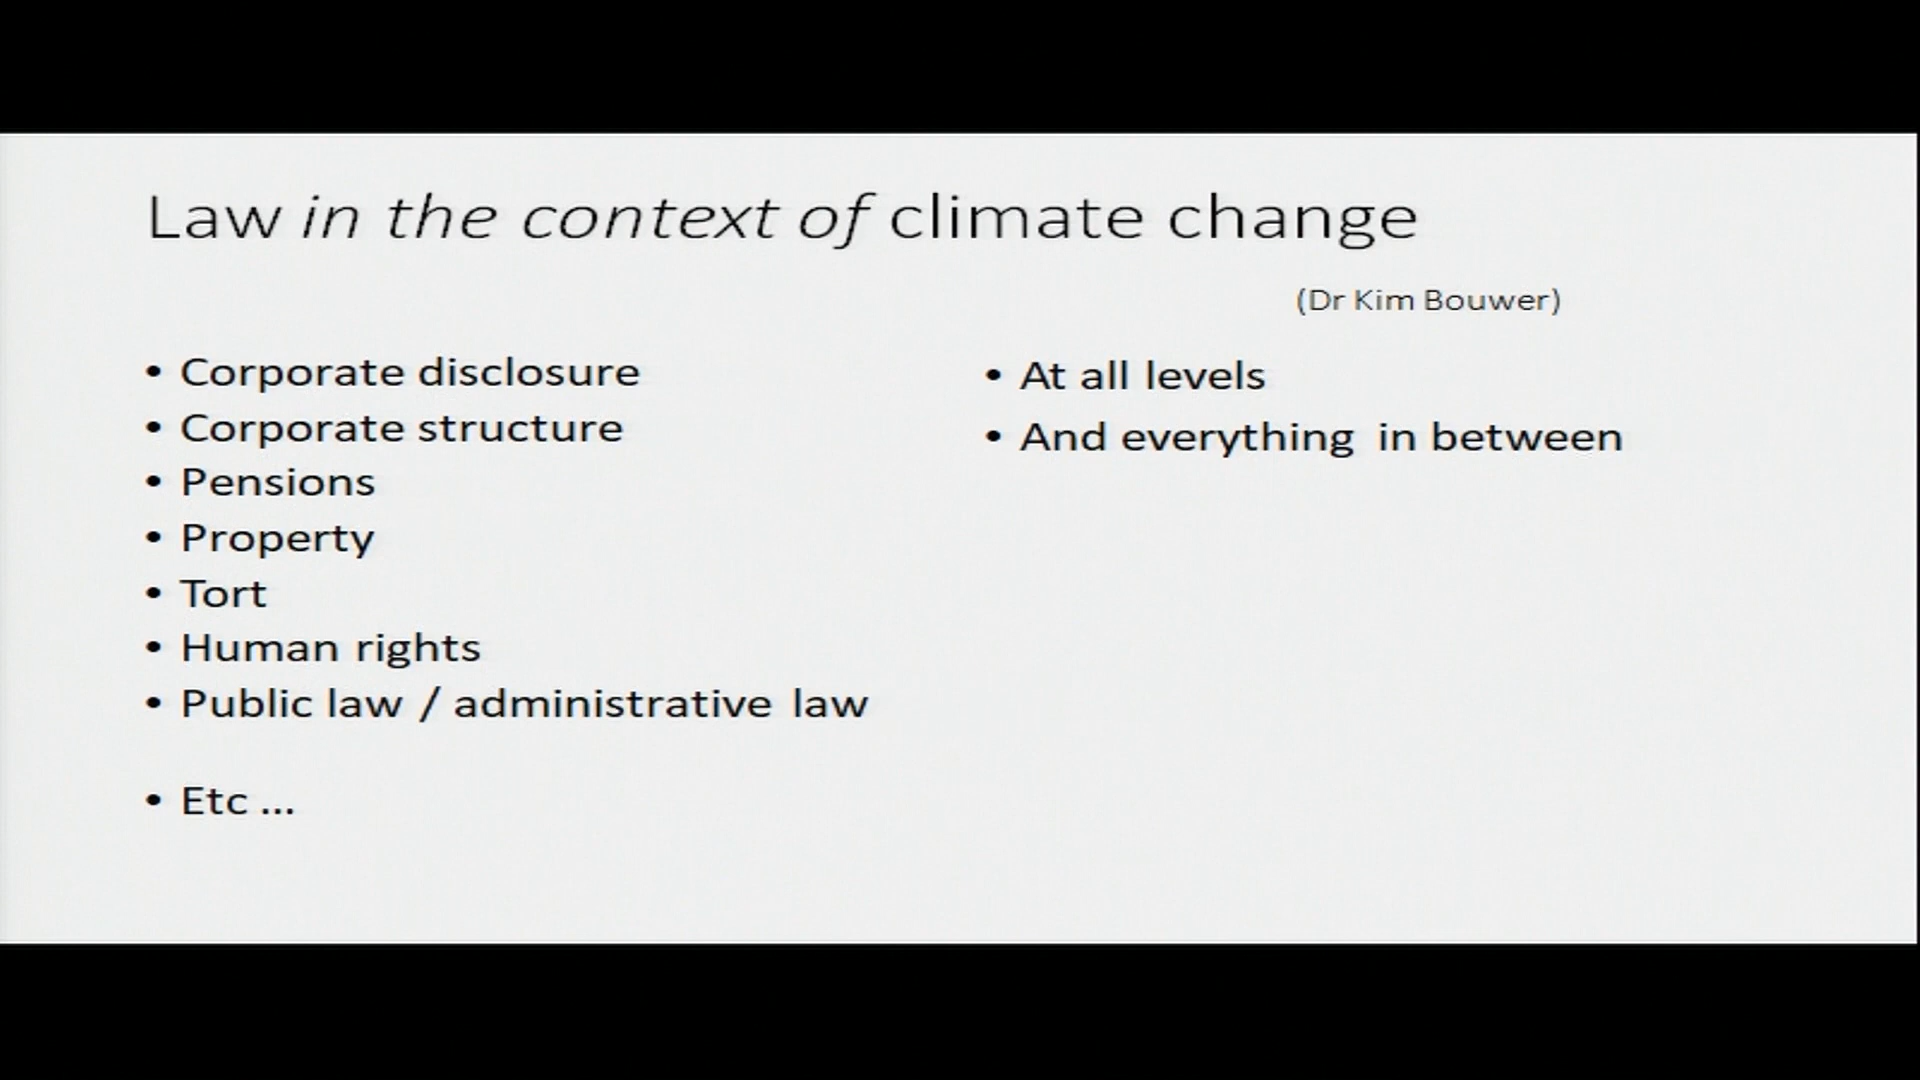 Law in the context of climate change
(Dr Kim Bouwer)
• Corporate disclosure
• Corporate structure
• Pensions
• Property
• Tort
• Human rights
• Public law / administrative law
• Etc ...
• At all levels
• And everything in between